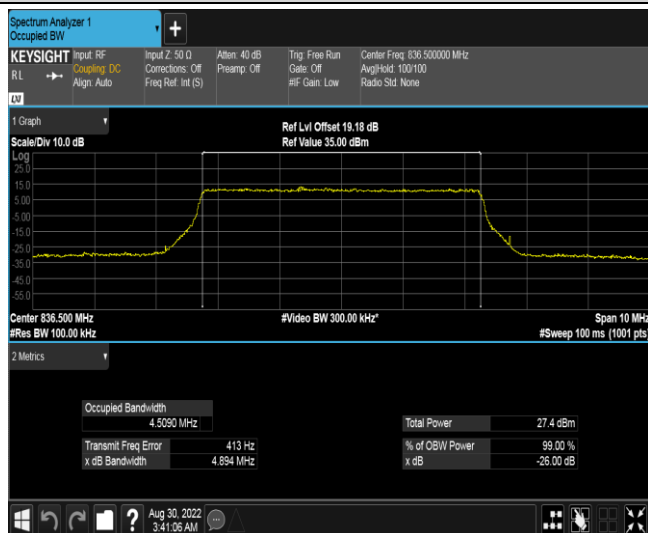 Spectrum Analyzer 1
Occupied BW
+
KEYSIGHT Input: RF Input Z: 50 Ω Atten: 40 dB Trig: Free Run Center Freq: 836.500000 MHz
RL Coupling: DC Corrections: Off Preamp: Off Gate: Off Avg|Hold: 100/100
Align: Auto Freq Ref: Int (S) #IF Gain: Low Radio Std: None
LXI
1 Graph
Ref Lvl Offset 19.18 dB
Scale/Div 10.0 dB Ref Value 35.00 dBm
Log
25.0
15.0
5.00
-5.00
-15.0
-25.0
-35.0
-45.0
-55.0
Center 836.500 MHz #Video BW 300.00 kHz* Span 10 MHz
#Res BW 100.00 kHz #Sweep 100 ms (1001 pts)
2 Metrics
Occupied Bandwidth
4.5090 MHz Total Power 27.4 dBm
Transmit Freq Error 413 Hz % of OBW Power 99.00 %
x dB Bandwidth 4.894 MHz x dB -26.00 dB
? Aug 30, 2022
3:41:06 AM